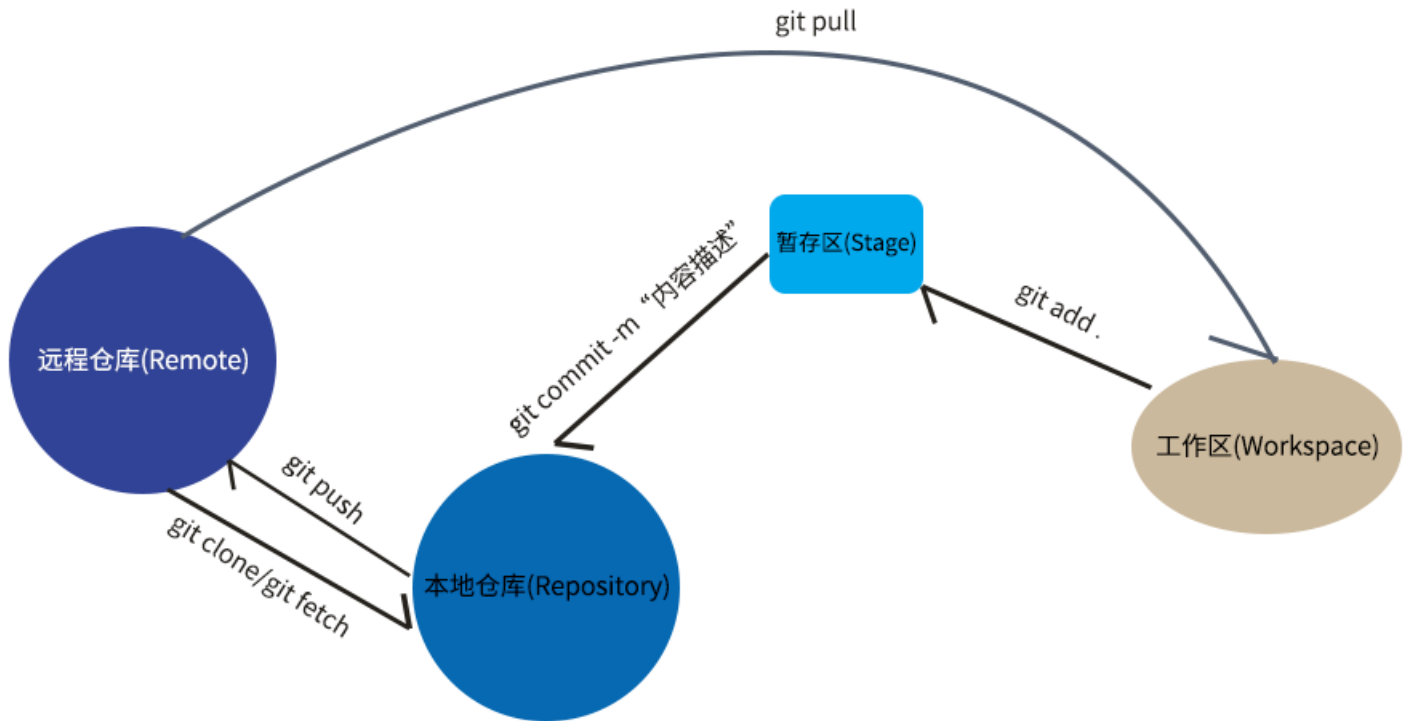 git pull
暂存区(Stage)
git add .
git commit -m “内容描述”
远程仓库(Remote)
工作区(Workspace)
git push
git clone/git fetch
本地仓库(Repository)